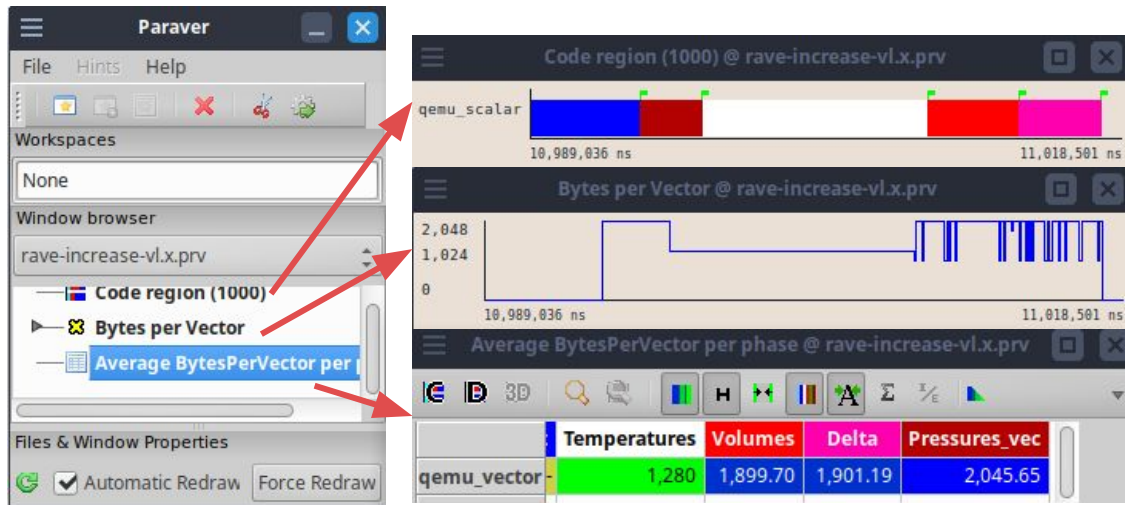 Paraver
File Hints Help
Workspaces
None
Window browser
rave-increase-vl.x.prv
Code region (1000)
Bytes per Vector
Average BytesPerVector per
Files & Window Properties
Automatic Redraw Force Redraw
Code region (1000) @ rave-increase-vl.x.prv
qemu_scalar
10,989,036 ns 11,018,501 ns
Bytes per Vector @ rave-increase-vl.x.prv
2,048
1,024
0
10,989,036 ns 11,018,501 ns
Average BytesPerVector per phase @ rave-increase-vl.x.prv
3D H A Σ
Temperatures Volumes Delta Pressures_vec
qemu_vector 1,280 1,899.70 1,901.19 2,045.65